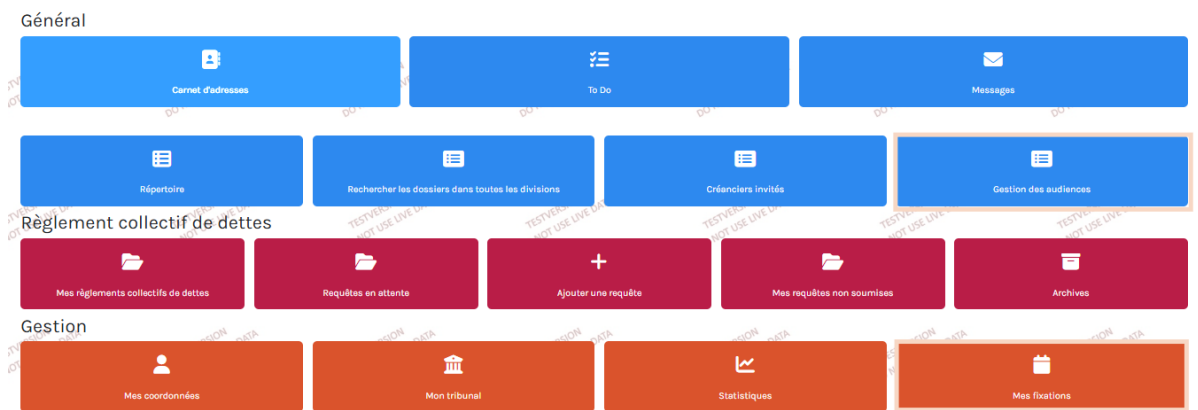 Général
Carnet d'adresses
To Do
Messages
Répertoire
Rechercher les dossiers dans toutes les divisions
Créanciers invités
Gestion des audiences
Règlement collectif de dettes
Mes règlements collectifs de dettes
Requêtes en attente
Ajouter une requête
Mes requêtes non soumises
Archives
Gestion
Mes coordonnées
Mon tribunal
Statistiques
Mes fixations